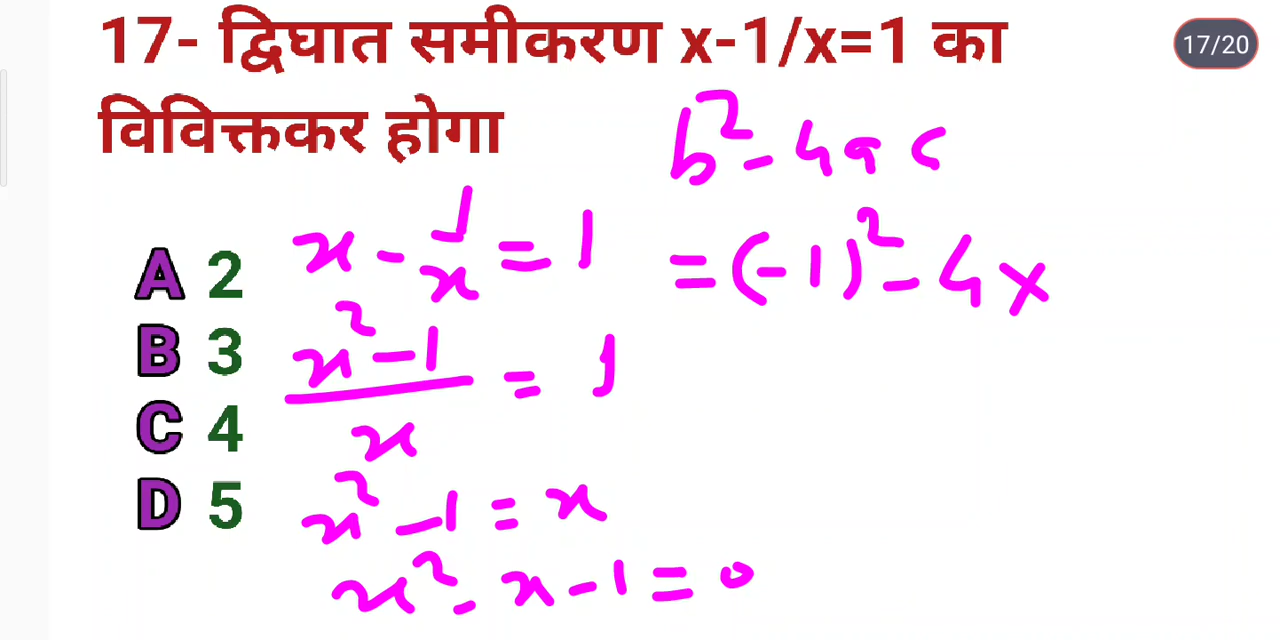 17- द्विघात समीकरण x-1/x=1 का
17/20
विविक्तकर होगा
b² - 4ac
x - 1/x = 1
= (-1)² - 4×
A 2
x² - 1 / x = 1
B 3
C 4
D 5
x² - 1 = x
x² - x - 1 = 0